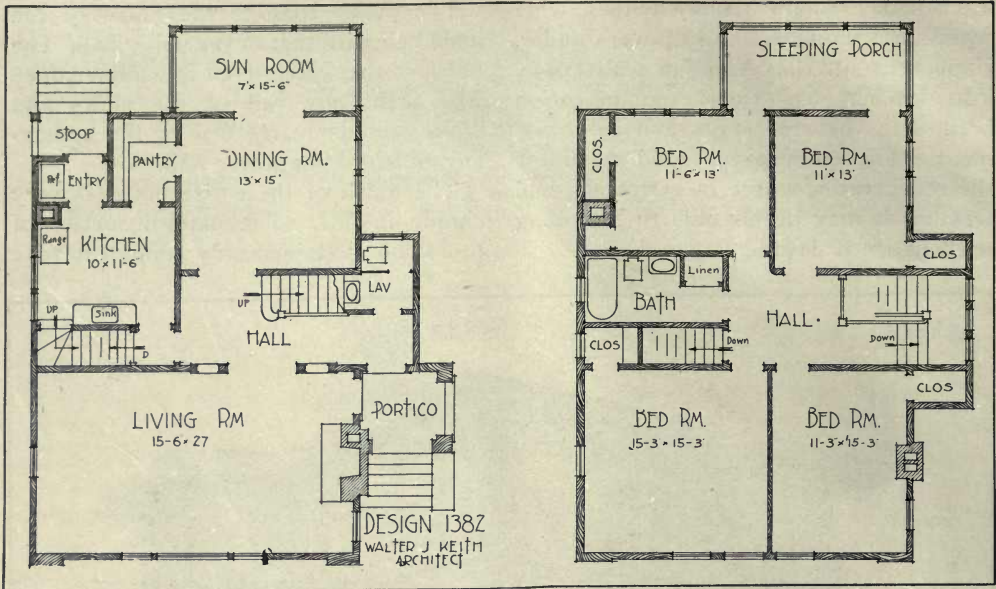 SUN ROOM
7'x 15'-6"
STOOP
PANTRY
DINING RM.
13'x 15'
Ref
ENTRY
Range
KITCHEN
10'x 11'-6"
LAV
UP
UP
Sink
HALL
D
LIVING RM
15'-6"x 27'
PORTICO
DESIGN 1382
WALTER J KEITH
ARCHITECT
SLEEPING PORCH
CLOS.
BED RM.
11'-6"x 13'
BED RM.
11'x 13'
CLOS
Linen
BATH
HALL.
CLOS
Down
Down
CLOS
BED RM.
15'-3"x 15'-3"
BED RM.
11'-3"x 15'-3"